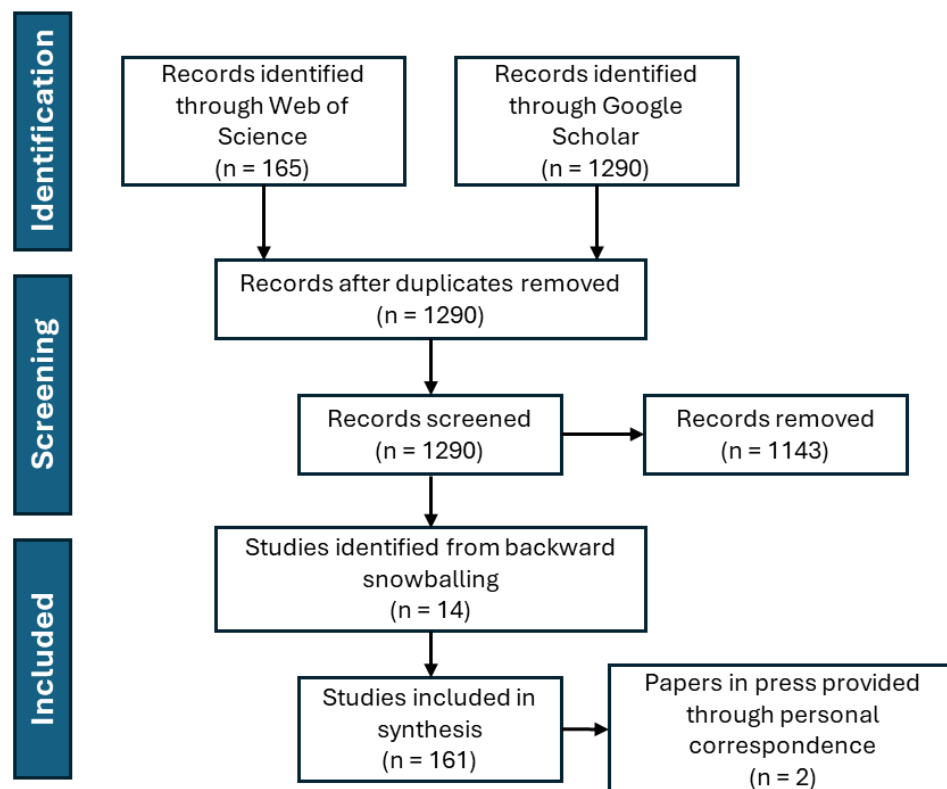 Identification
Records identified
through Web of
Science
(n = 165)
Records identified
through Google
Scholar
(n = 1290)
Screening
Records after duplicates removed
(n = 1290)
Records screened
(n = 1290)
Records removed
(n = 1143)
Included
Studies identified from backward
snowballing
(n = 14)
Studies included in
synthesis
(n = 161)
Papers in press provided
through personal
correspondence
(n = 2)